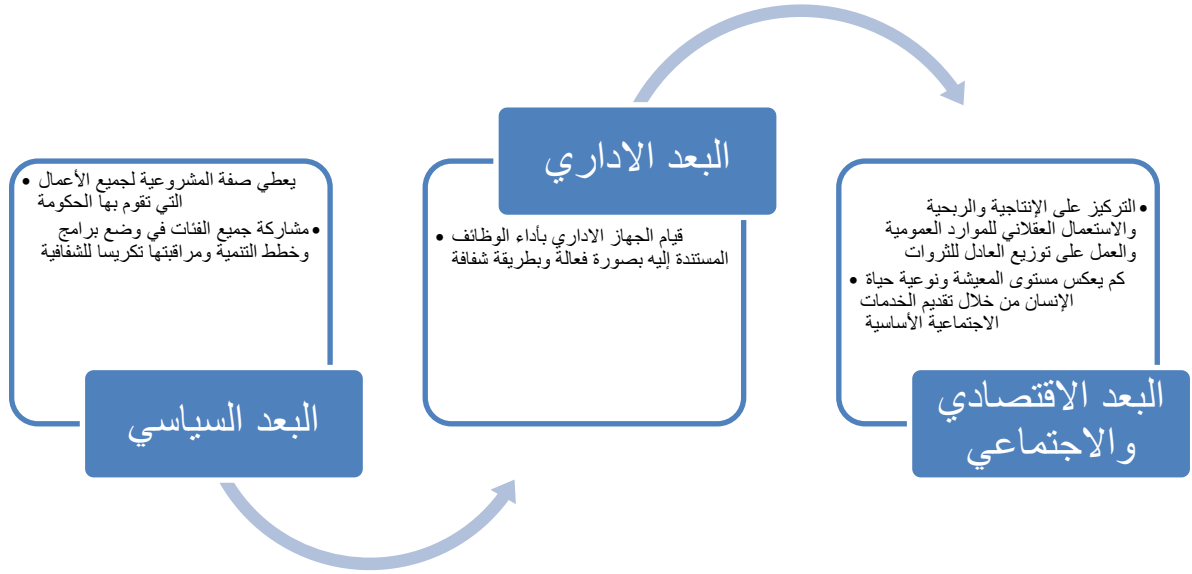 البعد السياسي
• يعطي صفة المشروعية لجميع الأعمال
التي تقوم بها الحكومة
• مشاركة جميع الفئات في وضع برامج
وخطط التنمية ومراقبتها تكريسا للشفافية
البعد الاداري
• قيام الجهاز الاداري بأداء الوظائف
المستندة إليه بصورة فعالة وبطريقة شفافة
البعد الاقتصادي
والاجتماعي
• التركيز على الإنتاجية والربحية
والاستعمال العقلاني للموارد العمومية
والعمل على توزيع العادل للثروات
• كم يعكس مستوى المعيشة ونوعية حياة
الإنسان من خلال تقديم الخدمات
الاجتماعية الأساسية